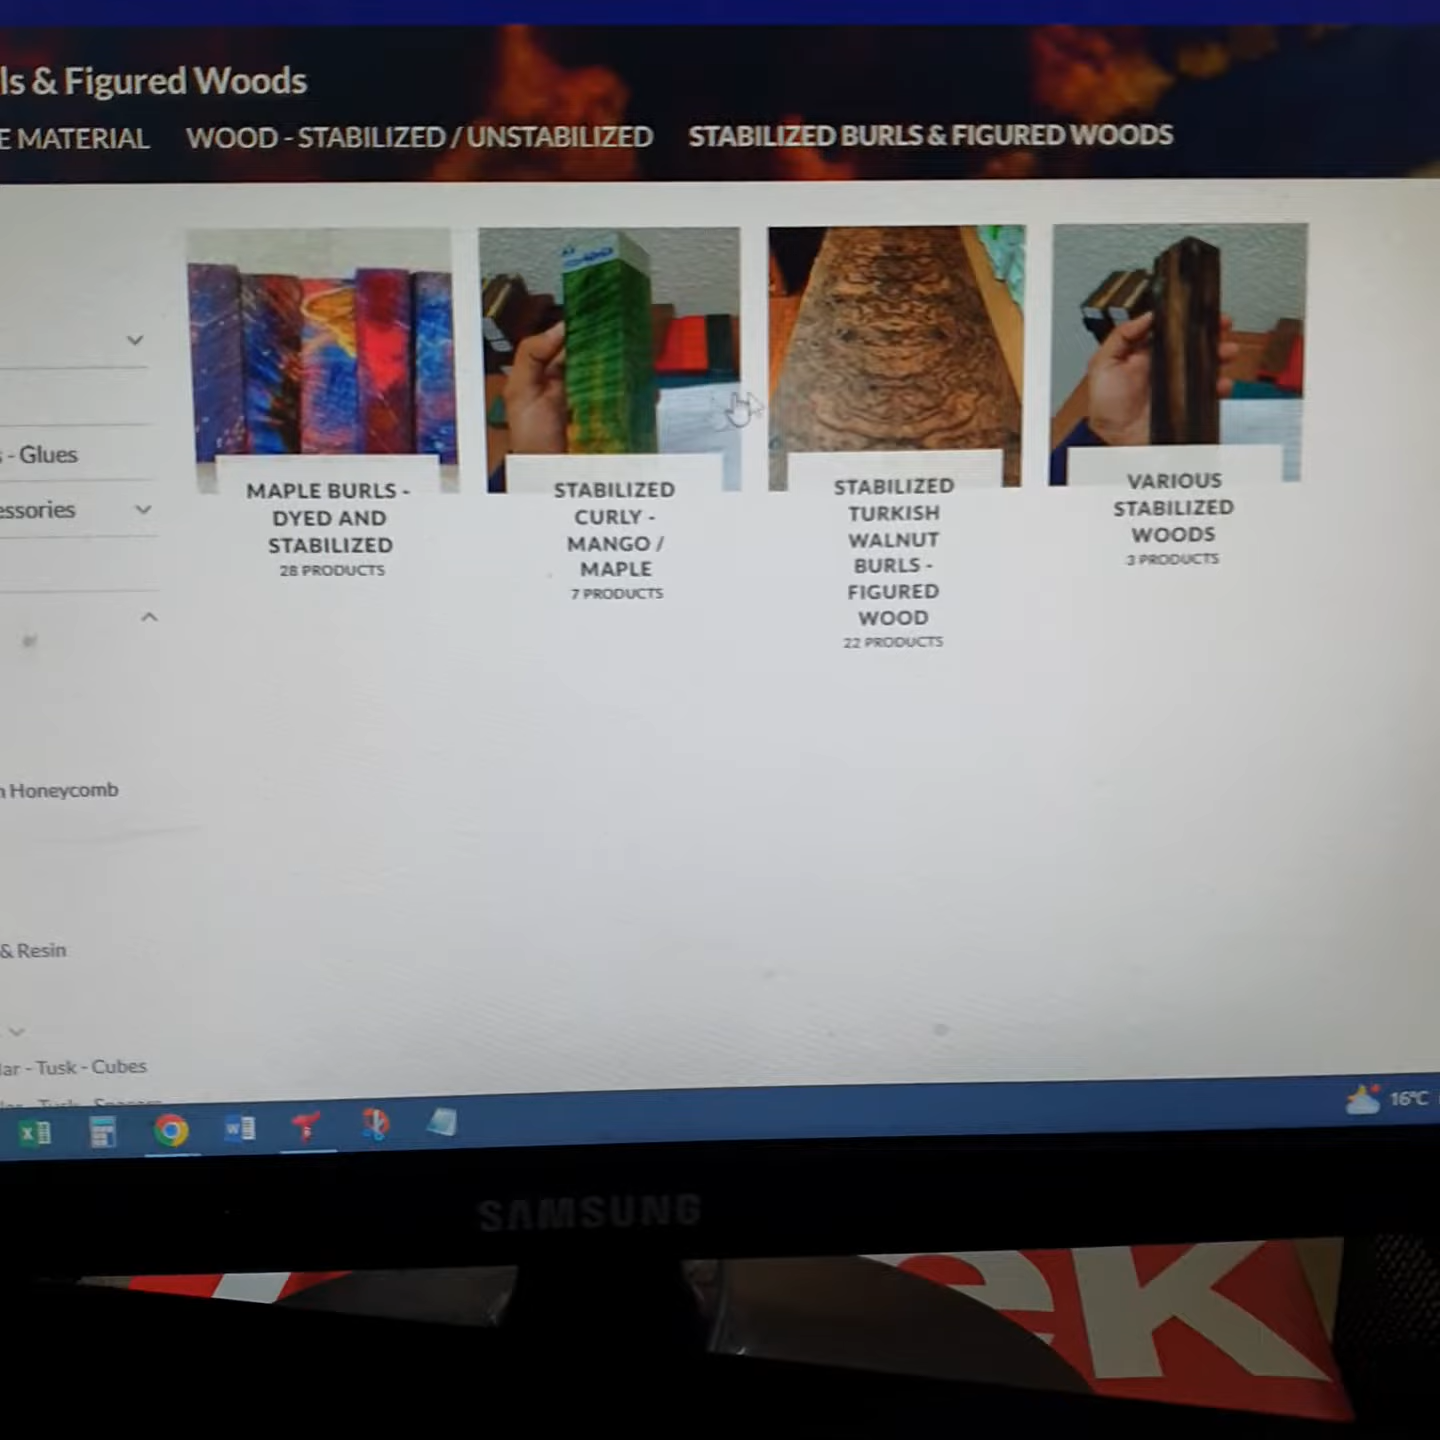 ls & Figured Woods
E MATERIAL WOOD - STABILIZED / UNSTABILIZED STABILIZED BURLS & FIGURED WOODS
MAPLE BURLS -
DYED AND
STABILIZED
28 PRODUCTS
STABILIZED
CURLY -
MANGO /
MAPLE
7 PRODUCTS
STABILIZED
TURKISH
WALNUT
BURLS -
FIGURED
WOOD
22 PRODUCTS
VARIOUS
STABILIZED
WOODS
3 PRODUCTS
- Glues
essories
n Honeycomb
& Resin
lar - Tusk - Cubes
16°C
SAMSUNG
eK